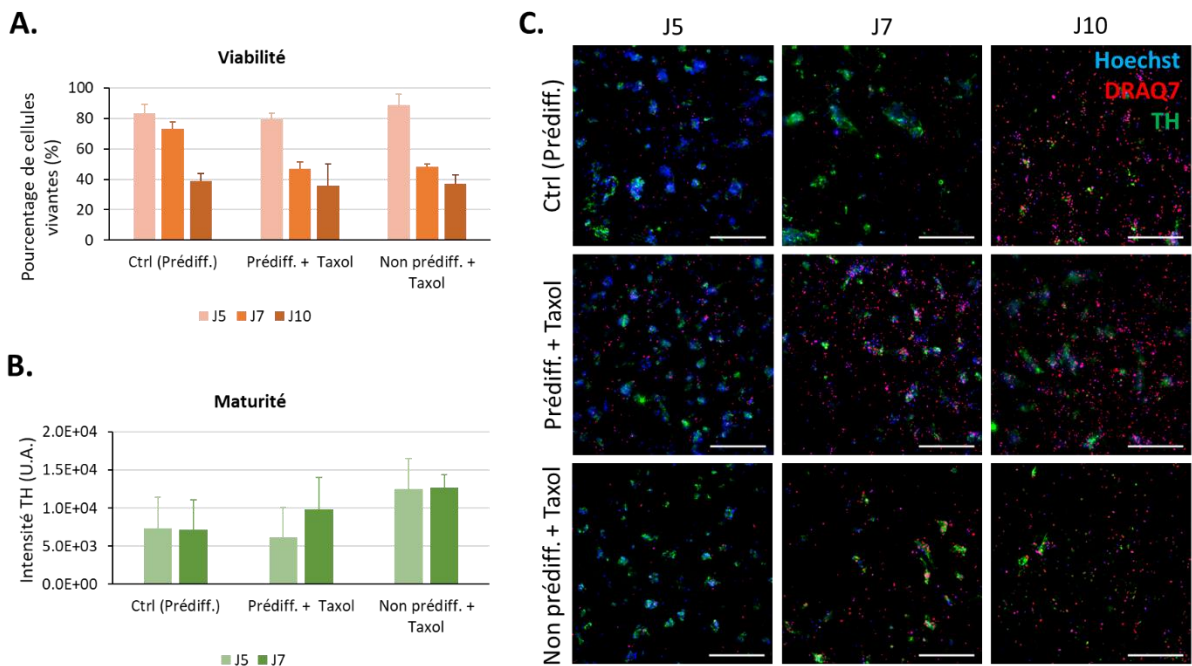 A.
Viabilité
Pourcentage de cellules
vivantes (%)
100
80
60
40
20
0
Ctrl (Prédiff.)
Prédiff. + Taxol
Non prédiff. +
Taxol
J5
J7
J10
B.
Maturité
Intensité TH (U.A.)
2.0E+04
1.5E+04
1.0E+04
5.0E+03
0.0E+00
Ctrl (Prédiff.)
Prédiff. + Taxol
Non prédiff. +
Taxol
J5
J7
C.
J5
J7
J10
Hoechst
DRAQ7
TH
Ctrl (Prédiff.)
Prédiff. + Taxol
Non prédiff. + Taxol